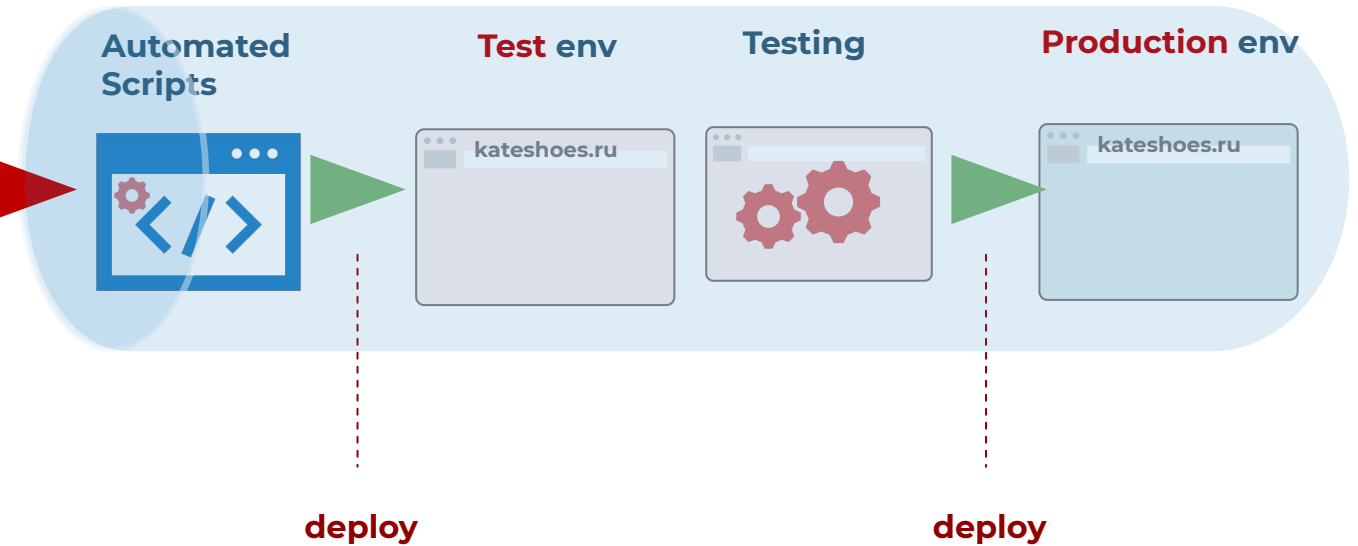 Automated
Scripts
Test env
Testing
Production env
kateshoes.ru
kateshoes.ru
</>
deploy
deploy